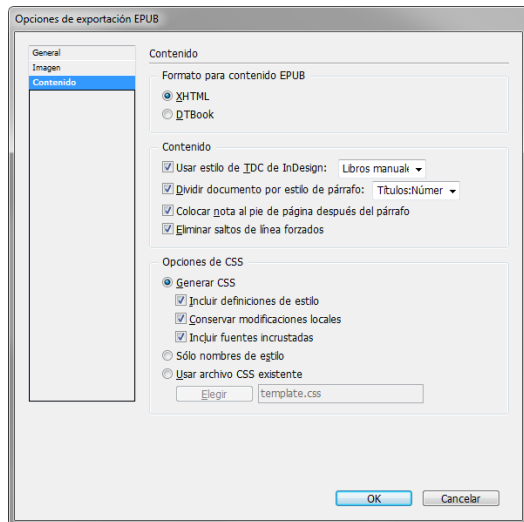 Opciones de exportación EPUB
General
Imagen
Contenido
Contenido
Formato para contenido EPUB
XHTML
DTBook
Contenido
Usar estilo de TDC de InDesign: Libros manuale
Dividir documento por estilo de párrafo: Títulos:Númer
Colocar nota al pie de página después del párrafo
Eliminar saltos de línea forzados
Opciones de CSS
Generar CSS
Incluir definiciones de estilo
Conservar modificaciones locales
Incluir fuentes incrustadas
Sólo nombres de estilo
Usar archivo CSS existente
Elegir template.css
OK Cancelar